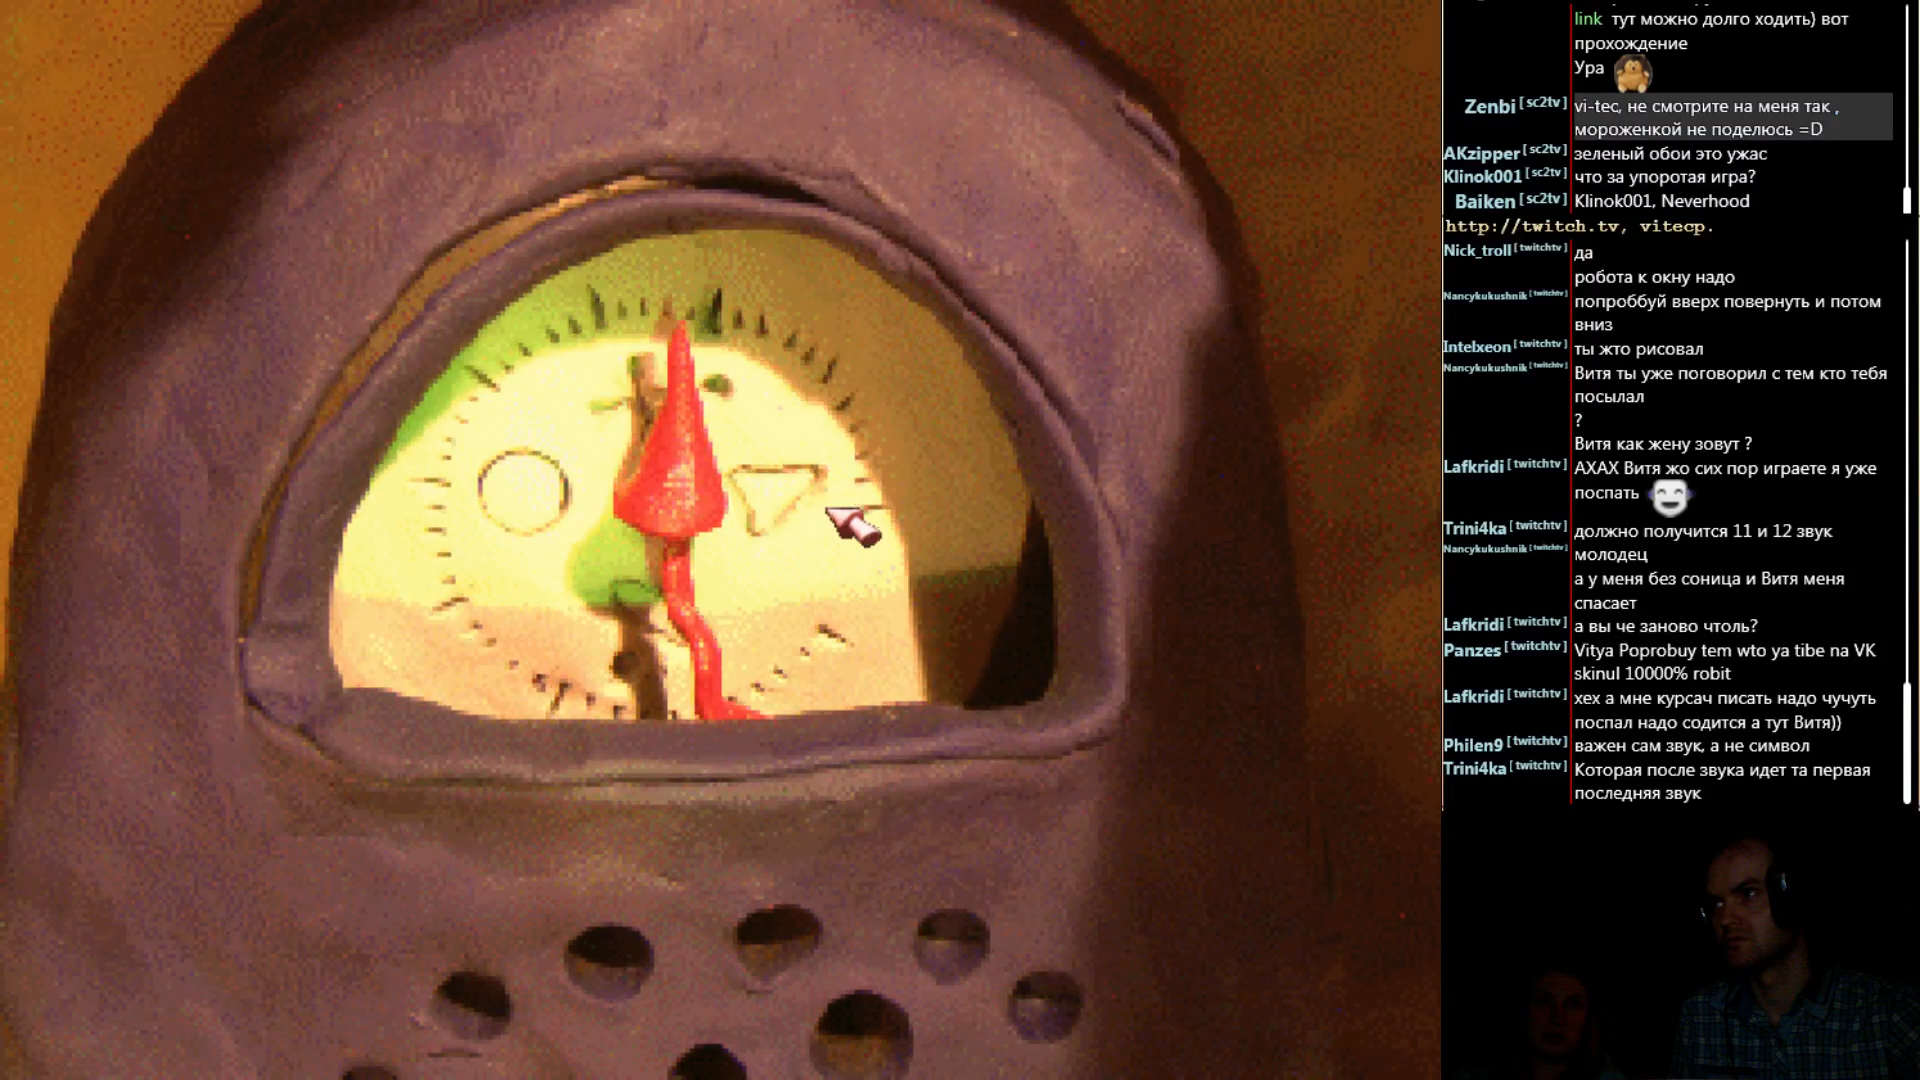 link тут можно долго ходить) вот
прохождение
Ура
Zenbi [sc2tv] vi-tec, не смотрите на меня так ,
мороженкой не поделюсь =D
AKzipper [sc2tv] зеленый обои это ужас
Klinok001 [sc2tv] что за упоротая игра?
Baiken [sc2tv] Klinok001, Neverhood
http://twitch.tv, vitecp.
Nick_troll [twitchtv] да
робота к окну надо
Nancykukushnik [twitchtv] попроббуй вверх повернуть и потом
вниз
Intelxeon [twitchtv] ты жто рисовал
Nancykukushnik [twitchtv] Витя ты уже поговорил с тем кто тебя
посылал
?
Витя как жену зовут ?
Lafkridi [twitchtv] АХАХ Витя жо сих пор играете я уже
поспать
Trini4ka [twitchtv] должно получится 11 и 12 звук
Nancykukushnik [twitchtv] молодец
а у меня без соница и Витя меня
спасает
Lafkridi [twitchtv] а вы че заново чтоль?
Panzes [twitchtv] Vitya Poprobuy tem wto ya tibe na VK
skinul 10000% robit
Lafkridi [twitchtv] хех а мне курсач писать надо чучуть
поспал надо содится а тут Витя))
Philen9 [twitchtv] важен сам звук, а не символ
Trini4ka [twitchtv] Которая после звука идет та первая
последняя звук